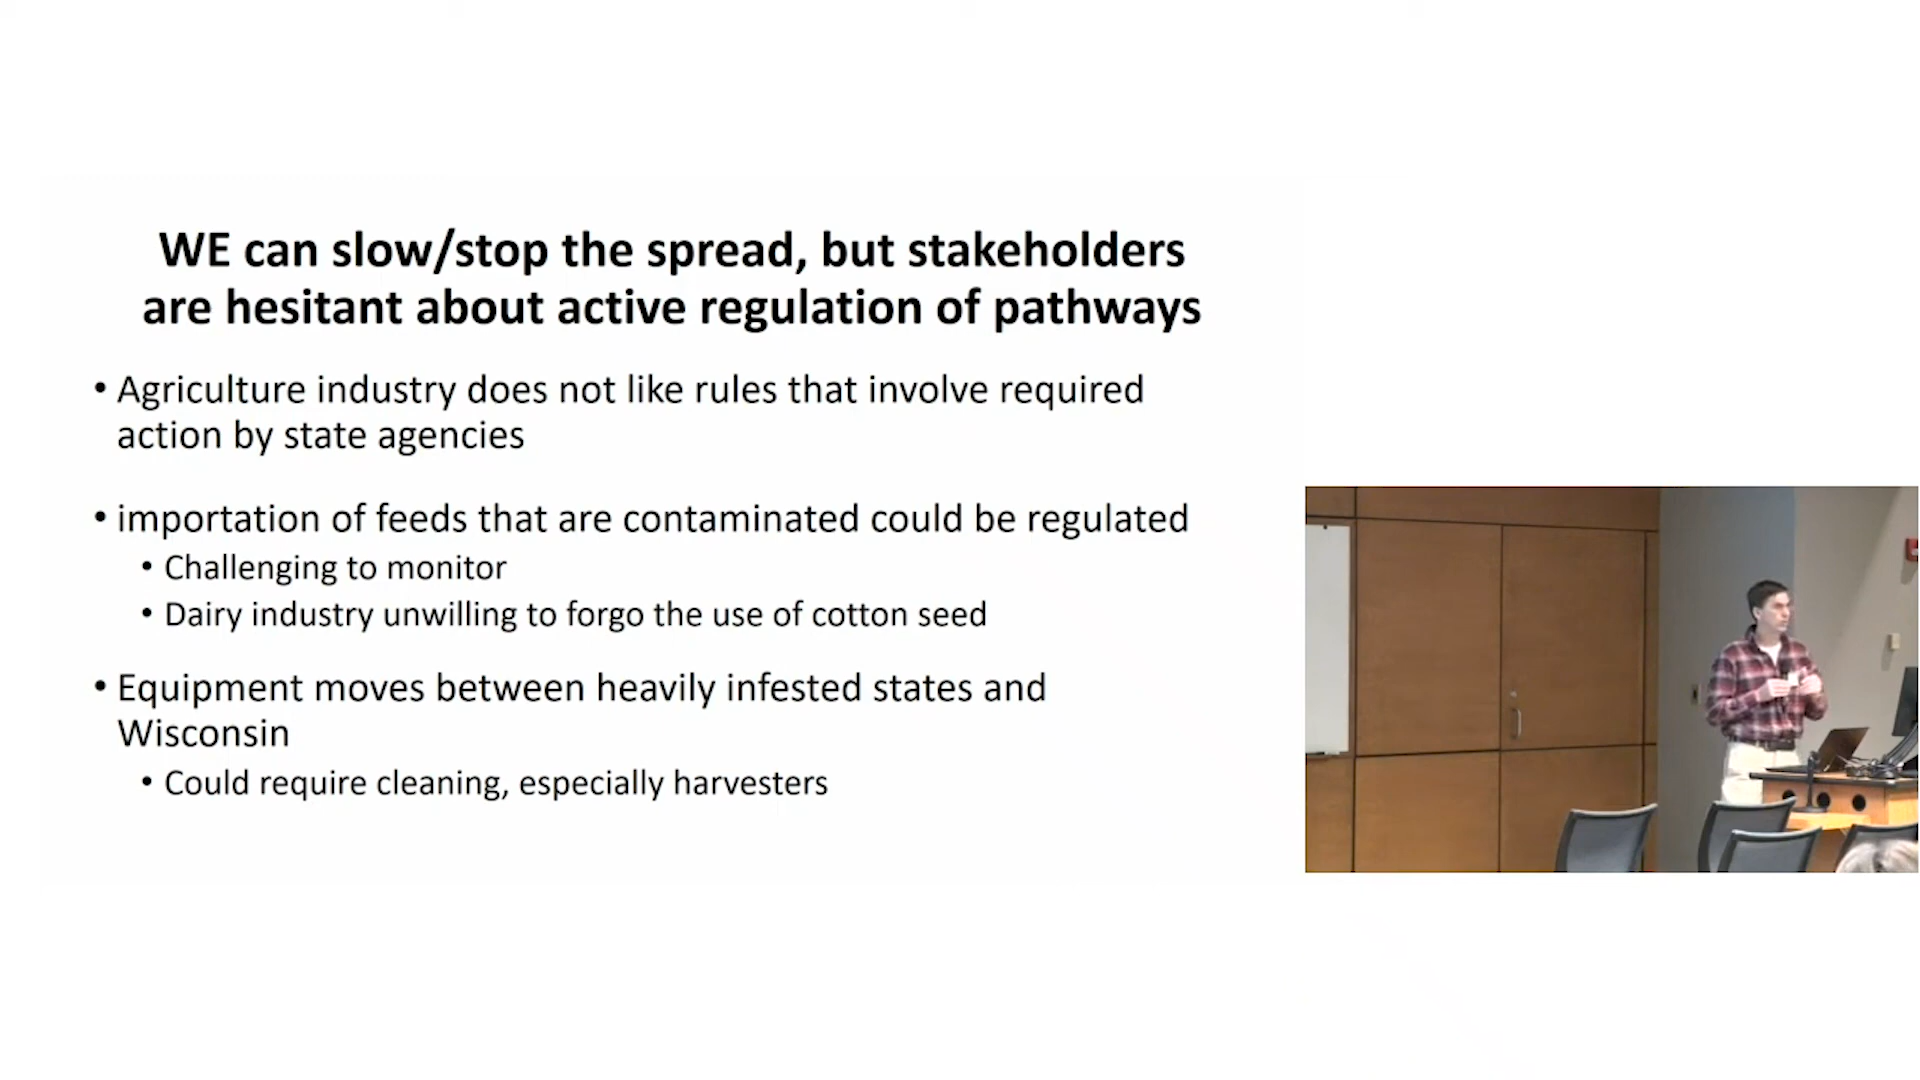 WE can slow/stop the spread, but stakeholders
are hesitant about active regulation of pathways
• Agriculture industry does not like rules that involve required
action by state agencies
• importation of feeds that are contaminated could be regulated
• Challenging to monitor
• Dairy industry unwilling to forgo the use of cotton seed
• Equipment moves between heavily infested states and
Wisconsin
• Could require cleaning, especially harvesters